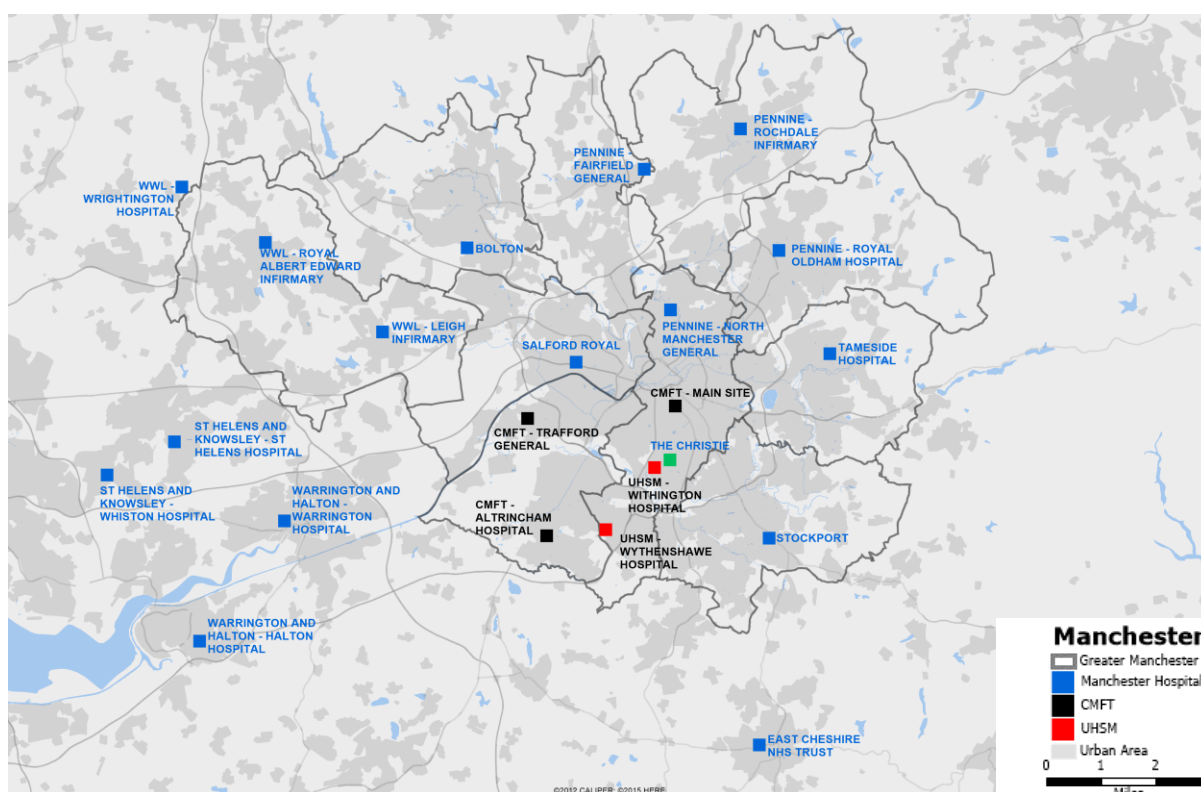 PENNINE -
ROCHDALE
INFIRMARY
PENNINE -
FAIRFIELD
GENERAL
WWL -
WRIGHTINGTON
HOSPITAL
WWL - ROYAL
ALBERT EDWARD
INFIRMARY
BOLTON
PENNINE - ROYAL
OLDHAM HOSPITAL
WWL - LEIGH
INFIRMARY
SALFORD ROYAL
PENNINE - NORTH
MANCHESTER
GENERAL
TAMESIDE
HOSPITAL
CMFT - MAIN SITE
CMFT - TRAFFORD
GENERAL
THE CHRISTIE
ST HELENS AND
KNOWSLEY - ST
HELENS HOSPITAL
ST HELENS AND
KNOWSLEY -
WHISTON HOSPITAL
WARRINGTON AND
HALTON -
WARRINGTON
HOSPITAL
CMFT -
ALTRINCHAM
HOSPITAL
UHSM -
WITHINGTON
HOSPITAL
UHSM -
WYTHENSHAWE
HOSPITAL
STOCKPORT
WARRINGTON AND
HALTON - HALTON
HOSPITAL
EAST CHESHIRE
NHS TRUST
Manchester
Greater Manchester
Manchester Hospital
CMFT
UHSM
Urban Area
0 1 2
Miles
©2012 CALIPER; ©2015 HERE